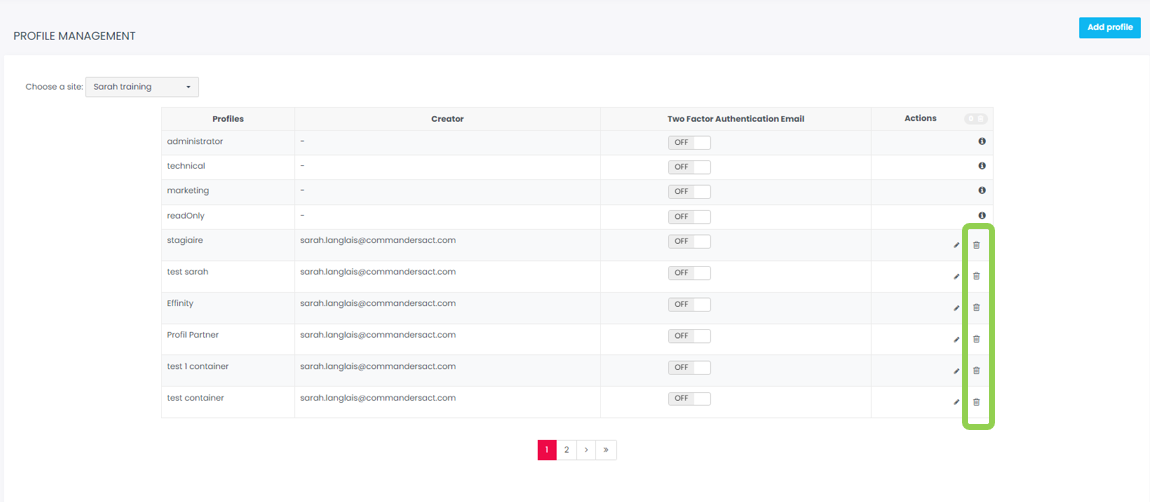 PROFILE MANAGEMENT
Add profile
Choose a site: Sarah training
Profiles Creator Two Factor Authentication Email Actions
administrator - OFF
technical - OFF
marketing - OFF
readOnly - OFF
stagiaire sarah.langlais@commandersact.com OFF
test sarah sarah.langlais@commandersact.com OFF
Effinity sarah.langlais@commandersact.com OFF
Profil Partner sarah.langlais@commandersact.com OFF
test 1 container sarah.langlais@commandersact.com OFF
test container sarah.langlais@commandersact.com OFF
1 2 › »